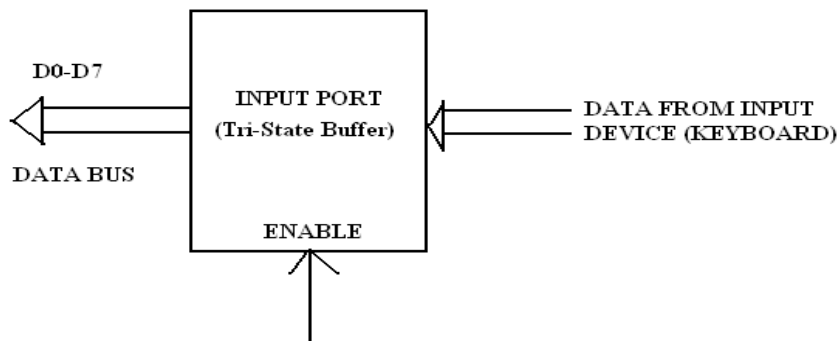 D0-D7
DATA BUS
INPUT PORT
(Tri-State Buffer)
ENABLE
DATA FROM INPUT
DEVICE (KEYBOARD)